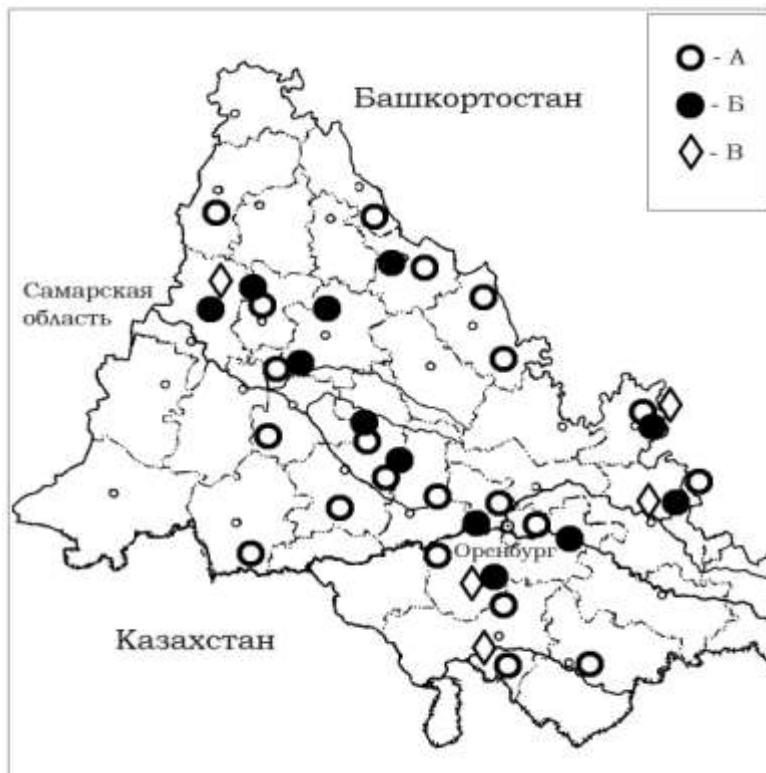 - А
- Б
- В
Башкортостан
Самарская
область
Оренбург
Казахстан